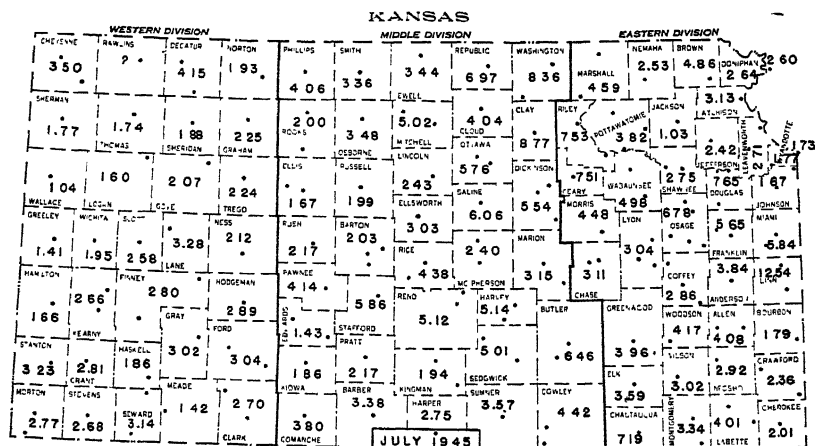 KANSAS
WESTERN DIVISION MIDDLE DIVISION EASTERN DIVISION
CHEYENNE RAWLINS DECATUR NORTON PHILLIPS SMITH REPUBLIC WASHINGTON NEMAHA BROWN DONIPHAN
3.50 4.15 1.93 4.06 3.36 3.44 6.97 8.36 MARSHALL 4.59 2.53 4.86 2.64 2.60
SHERMAN JEWELL CLAY RILEY POTTAWATOMIE JACKSON 3.13 ATCHISON
1.77 1.74 1.88 2.25 2.00 3.48 5.02 4.04 8.77 7.53 3.82 1.03 2.42 2.71 LEAVENWORTH WYANDOTTE
THOMAS SHERIDAN GRAHAM ROOKS OSBORNE MITCHELL CLOUD JEFFERSON
ELLIS RUSSELL LINCOLN OTTAWA DICKINSON
1.04 1.60 2.07 2.24 1.67 1.99 2.43 5.76 5.54 7.51 4.98 2.75 7.65 1.67
WALLACE LOGAN GOVE TREGO ELLSWORTH SALINE GEARY WABAUNSEE SHAWNEE DOUGLAS JOHNSON
GREELEY WICHITA SCOTT NESS RUSH BARTON 3.03 6.06 MORRIS LYON OSAGE MIAMI
1.41 1.95 2.58 3.28 2.12 2.17 2.03 RICE 2.40 MARION 4.48 3.04 6.78 5.65 5.84
LANE FRANKLIN
HAMILTON FINNEY HODGEMAN PAWNEE 4.38 MCPHERSON 3.15 3.11 COFFEY 3.84 12.54
1.66 2.66 2.80 2.89 4.14 5.86 RENO HARVEY 5.14 CHASE 2.86 ANDERSON LINN
KEARNY GRAY FORD EDWARDS STAFFORD 5.12 BUTLER GREENWOOD WOODSON ALLEN BOURBON
STANTON HASKELL 3.02 3.04 1.43 PRATT 5.01 6.46 3.96 4.17 4.08 1.79
3.23 2.81 1.86 1.86 2.17 1.94 SEDGWICK WILSON 2.92 CRAWFORD
GRANT MEADE KIOWA BARBER KINGMAN SUMNER COWLEY ELK 3.02 NEOSHO 2.36
MORTON STEVENS SEWARD 1.42 2.70 3.38 HARPER 3.57 4.42 3.59 CHEROKEE
2.77 2.68 3.14 CLARK 3.80 COMANCHE 2.75 CHAUTAUQUA 7.19 MONTGOMERY 3.34 4.01 LABETTE 2.01
JULY 1945